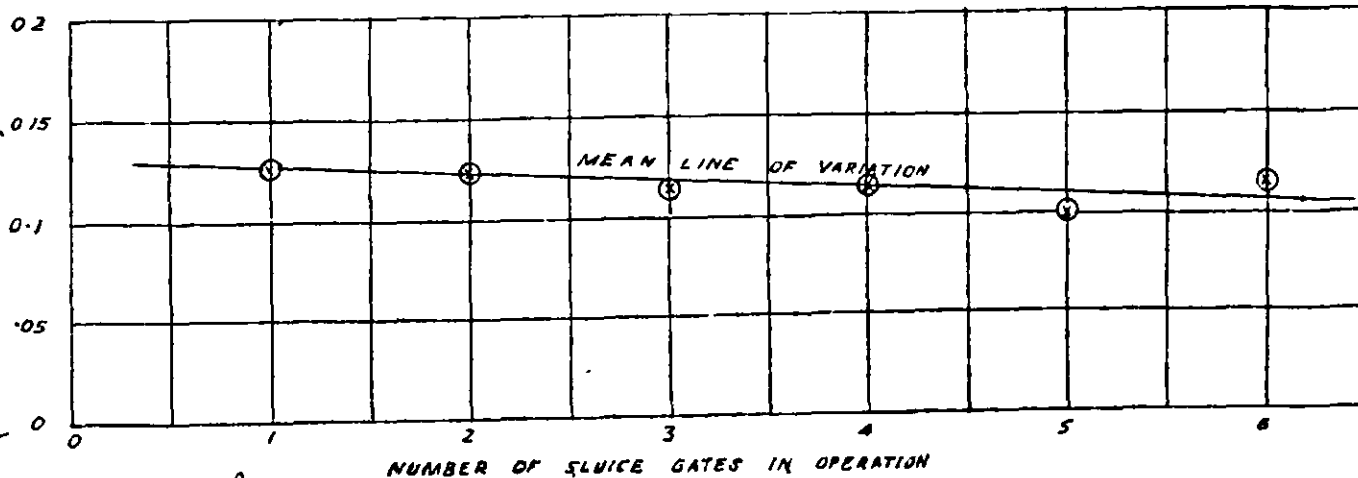 0 2
0 15
MEAN LINE OF VARIATION
0·1
·05
0
0 1 2 3 4 5 6
NUMBER OF SLUICE GATES IN OPERATION